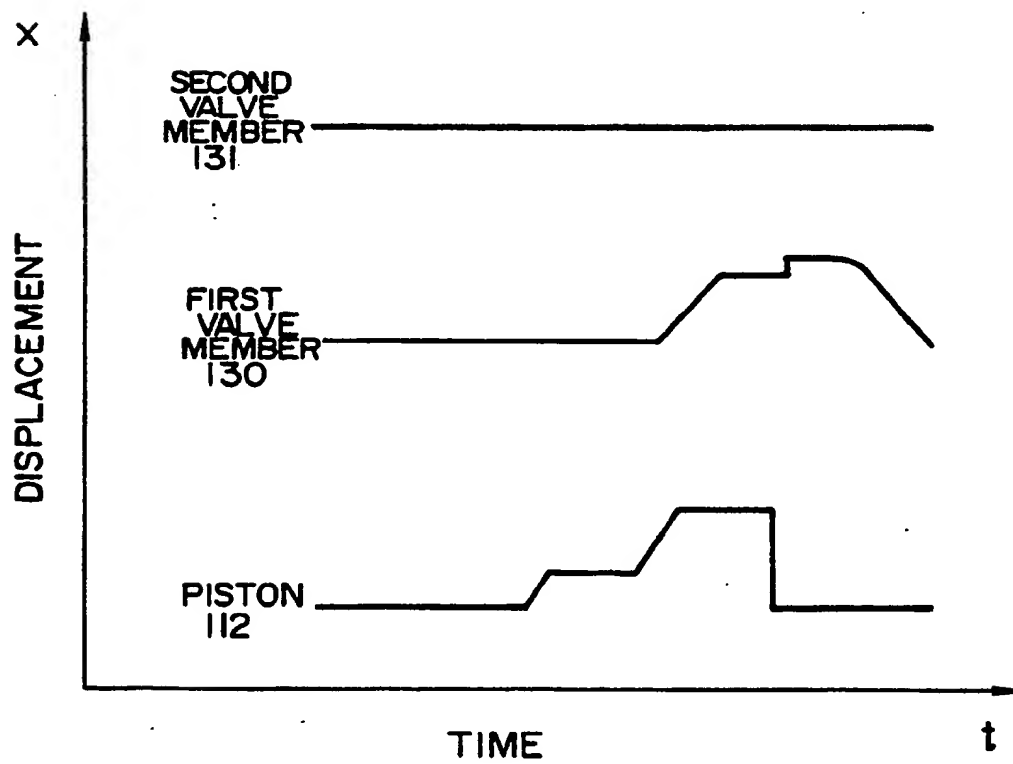 X
SECOND
VALVE
MEMBER
131
FIRST
VALVE
MEMBER
130
DISPLACEMENT
PISTON
112
TIME
t